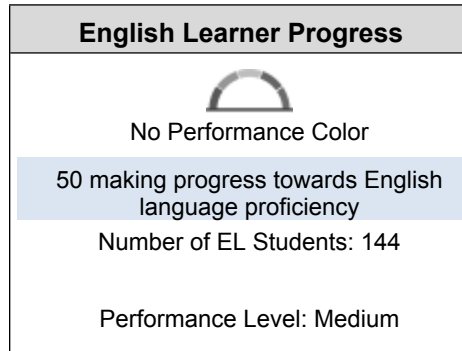 English Learner Progress
No Performance Color
50 making progress towards English
language proficiency
Number of EL Students: 144
Performance Level: Medium